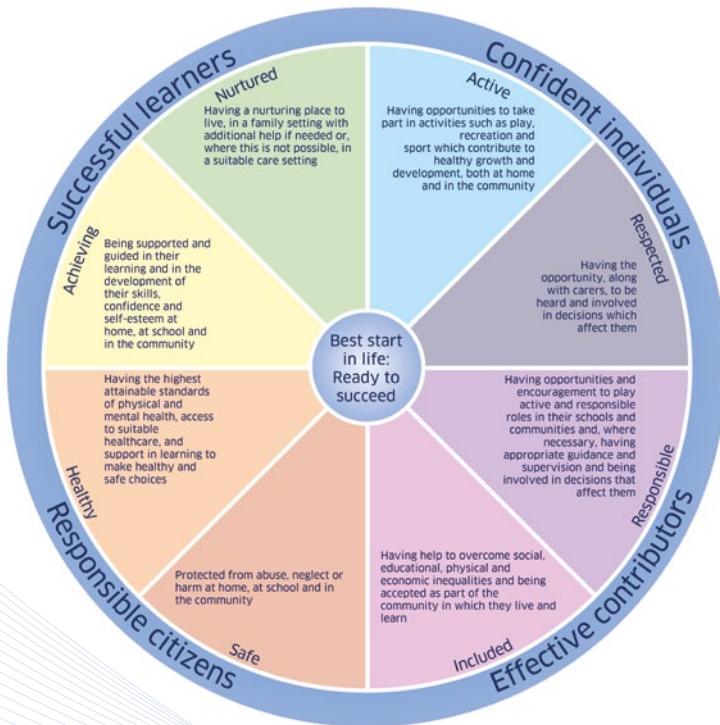 Successful learners
Confident individuals
Nurtured
Having a nurturing place to
live, in a family setting with
additional help if needed or,
where this is not possible, in
a suitable care setting
Active
Having opportunities to take
part in activities such as play,
recreation and
sport which contribute to
healthy growth and
development, both at home
and in the community
Achieving
Being supported and
guided in their
learning and in the
development of
their skills,
confidence and
self-esteem at
home, at school and
in the community
Respected
Having the
opportunity, along
with carers, to be
heard and involved
in decisions which
affect them
Best start
in life:
Ready to
succeed
Healthy
Having the highest
attainable standards
of physical and
mental health, access
to suitable
healthcare, and
support in learning to
make healthy and
safe choices
Responsible
Having opportunities and
encouragement to play
active and responsible
roles in their schools and
communities and, where
necessary, having
appropriate guidance and
supervision and being
involved in decisions that
affect them
Protected from abuse, neglect or
harm at home, at school and in
the community
Safe
Having help to overcome social,
educational, physical and
economic inequalities and being
accepted as part of the
community in which they live and
learn
Included
Responsible citizens
Effective contributors